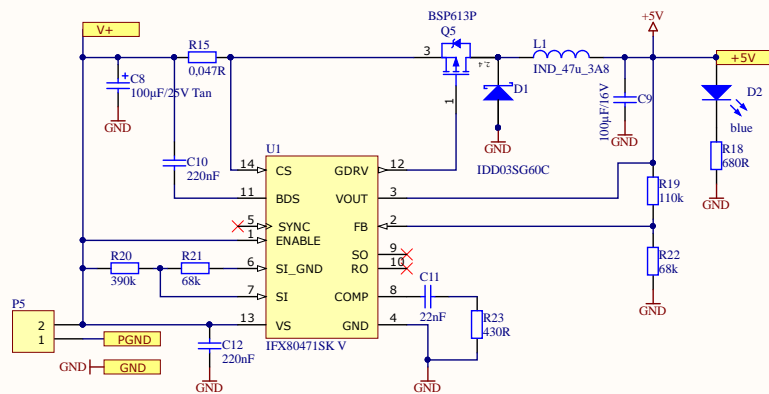 BSP613P
Q5
+5V
V+
R15
0,047R
3
2, 4
1
L1
IND_47u_3A8
+5V
C8
100µF/25V Tan
GND
D1
GND
IDD03SG60C
C9
100µF/16V
GND
D2
blue
R18
680R
GND
C10
220nF
U1
14 CS GDRV 12
11 BDS VOUT 3
5 SYNC FB 2
1 ENABLE
SO 9
6 SI_GND RO 10
7 SI COMP 8
13 VS GND 4
IFX80471SK V
R19
110k
R22
68k
GND
R20
390k
R21
68k
C11
22nF
R23
430R
GND
P5
2
1
PGND
GND
GND
C12
220nF
GND